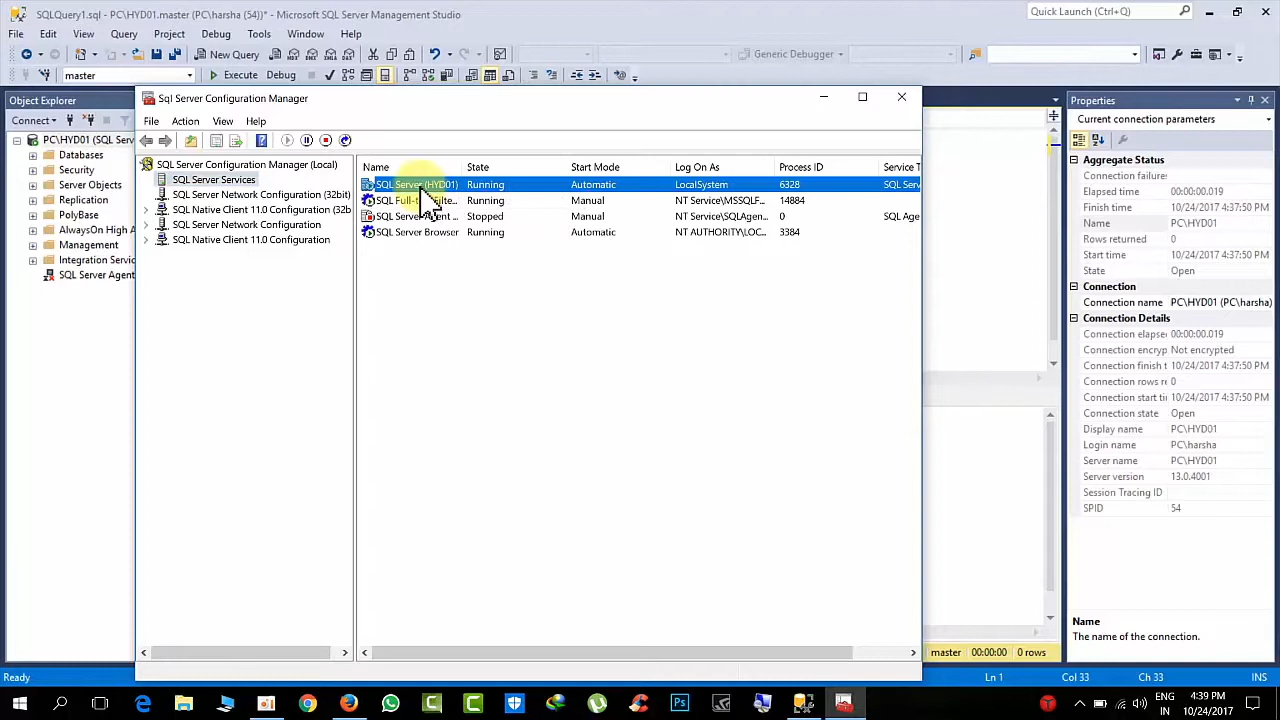 SQLQuery1.sql - PC\HYD01.master (PC\harsha (54))* - Microsoft SQL Server Management Studio
Quick Launch (Ctrl+Q)
File Edit View Query Project Debug Tools Window Help
New Query
Generic Debugger
master Execute Debug
Object Explorer
Connect
PC\HYD01 (SQL Serv
Databases
Security
Server Objects
Replication
PolyBase
AlwaysOn High A
Management
Integration Servic
SQL Server Agent
Sql Server Configuration Manager
File Action View Help
SQL Server Configuration Manager (Local)
SQL Server Services
SQL Server Network Configuration (32bit)
SQL Native Client 11.0 Configuration (32b
SQL Server Network Configuration
SQL Native Client 11.0 Configuration
Name State Start Mode Log On As Process ID Service T
SQL Server (HYD01) Running Automatic LocalSystem 6328 SQL Serv
SQL Running Manual NT Service\MSSQLF... 14884
SQL Stopped Manual NT Service\SQLAgen... 0 SQL Age
SQL Server Browser Running Automatic NT AUTHORITY\LOC... 3384
Properties
Current connection parameters
Aggregate Status
Connection failures
Elapsed time 00:00:00.019
Finish time 10/24/2017 4:37:50 PM
Name PC\HYD01
Rows returned 0
Start time 10/24/2017 4:37:50 PM
State Open
Connection
Connection name PC\HYD01 (PC\harsha)
Connection Details
Connection elapse 00:00:00.019
Connection encryp Not encrypted
Connection finish t 10/24/2017 4:37:50 PM
Connection rows re 0
Connection start ti 10/24/2017 4:37:50 PM
Connection state Open
Display name PC\HYD01
Login name PC\harsha
Server name PC\HYD01
Server version 13.0.4001
Session Tracing ID
SPID 54
Name
The name of the connection.
master 00:00:00 0 rows
Ready Ln 1 Col 33 Ch 33 INS
ENG
IN
4:39 PM
10/24/2017